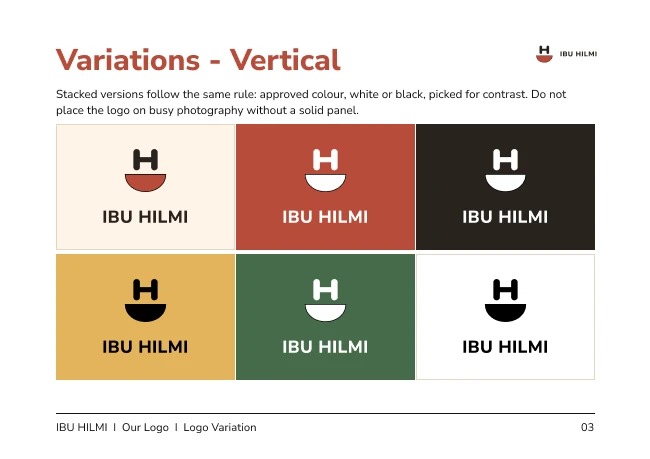 Variations - Vertical
H
IBU HILMI
Stacked versions follow the same rule: approved colour, white or black, picked for contrast. Do not
place the logo on busy photography without a solid panel.
H
H
H
IBU HILMI
IBU HILMI
IBU HILMI
H
H
H
IBU HILMI
IBU HILMI
IBU HILMI
IBU HILMI I Our Logo I Logo Variation
03